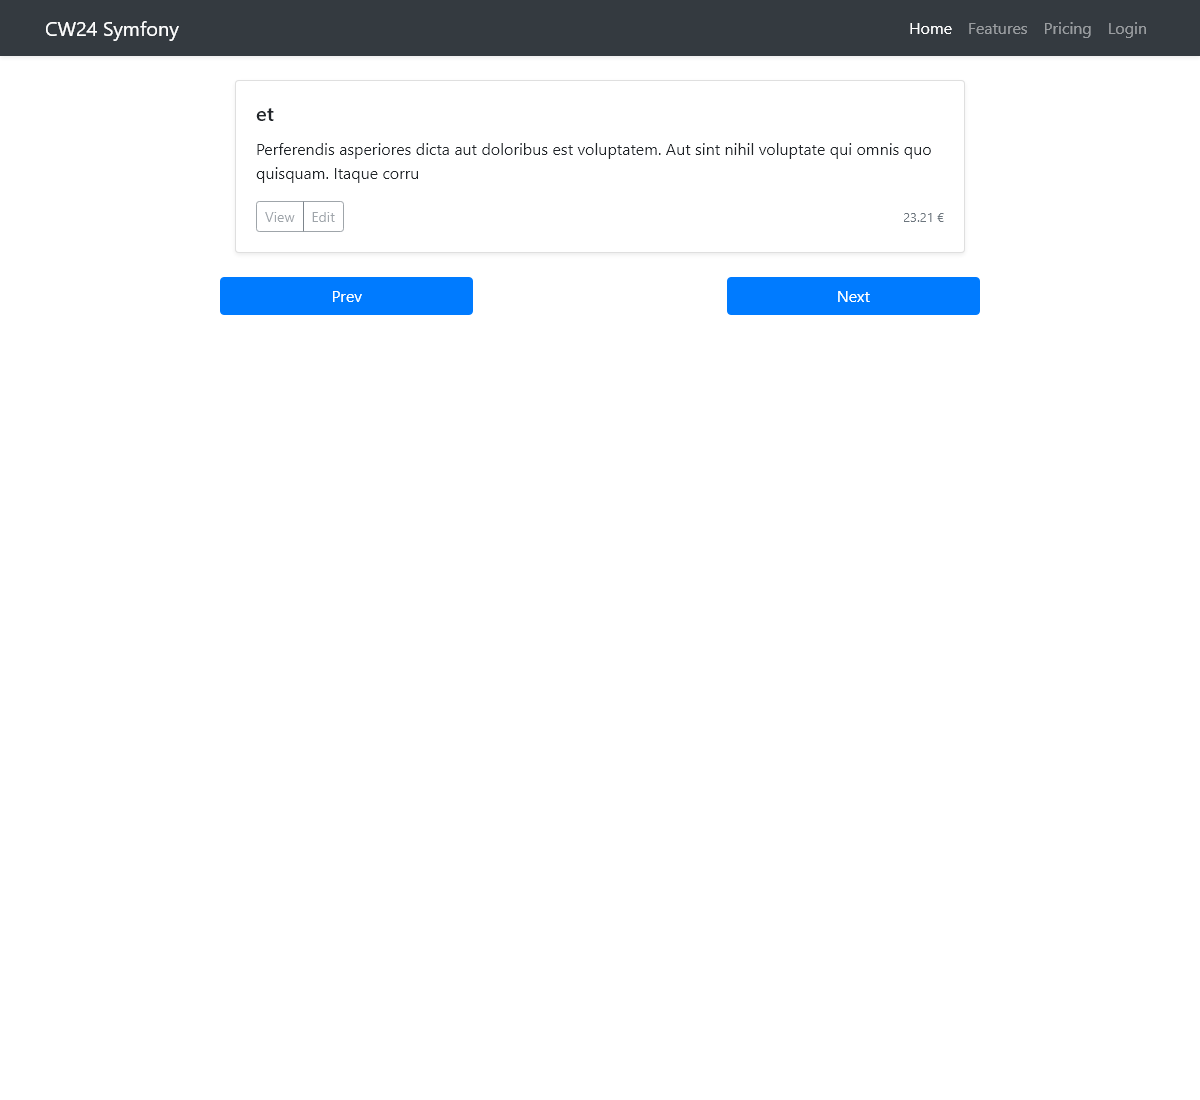 CW24 Symfony
Home Features Pricing Login
et
Perferendis asperiores dicta aut doloribus est voluptatem. Aut sint nihil voluptate qui omnis quo
quisquam. Itaque corru
View Edit 23.21 €
Prev Next